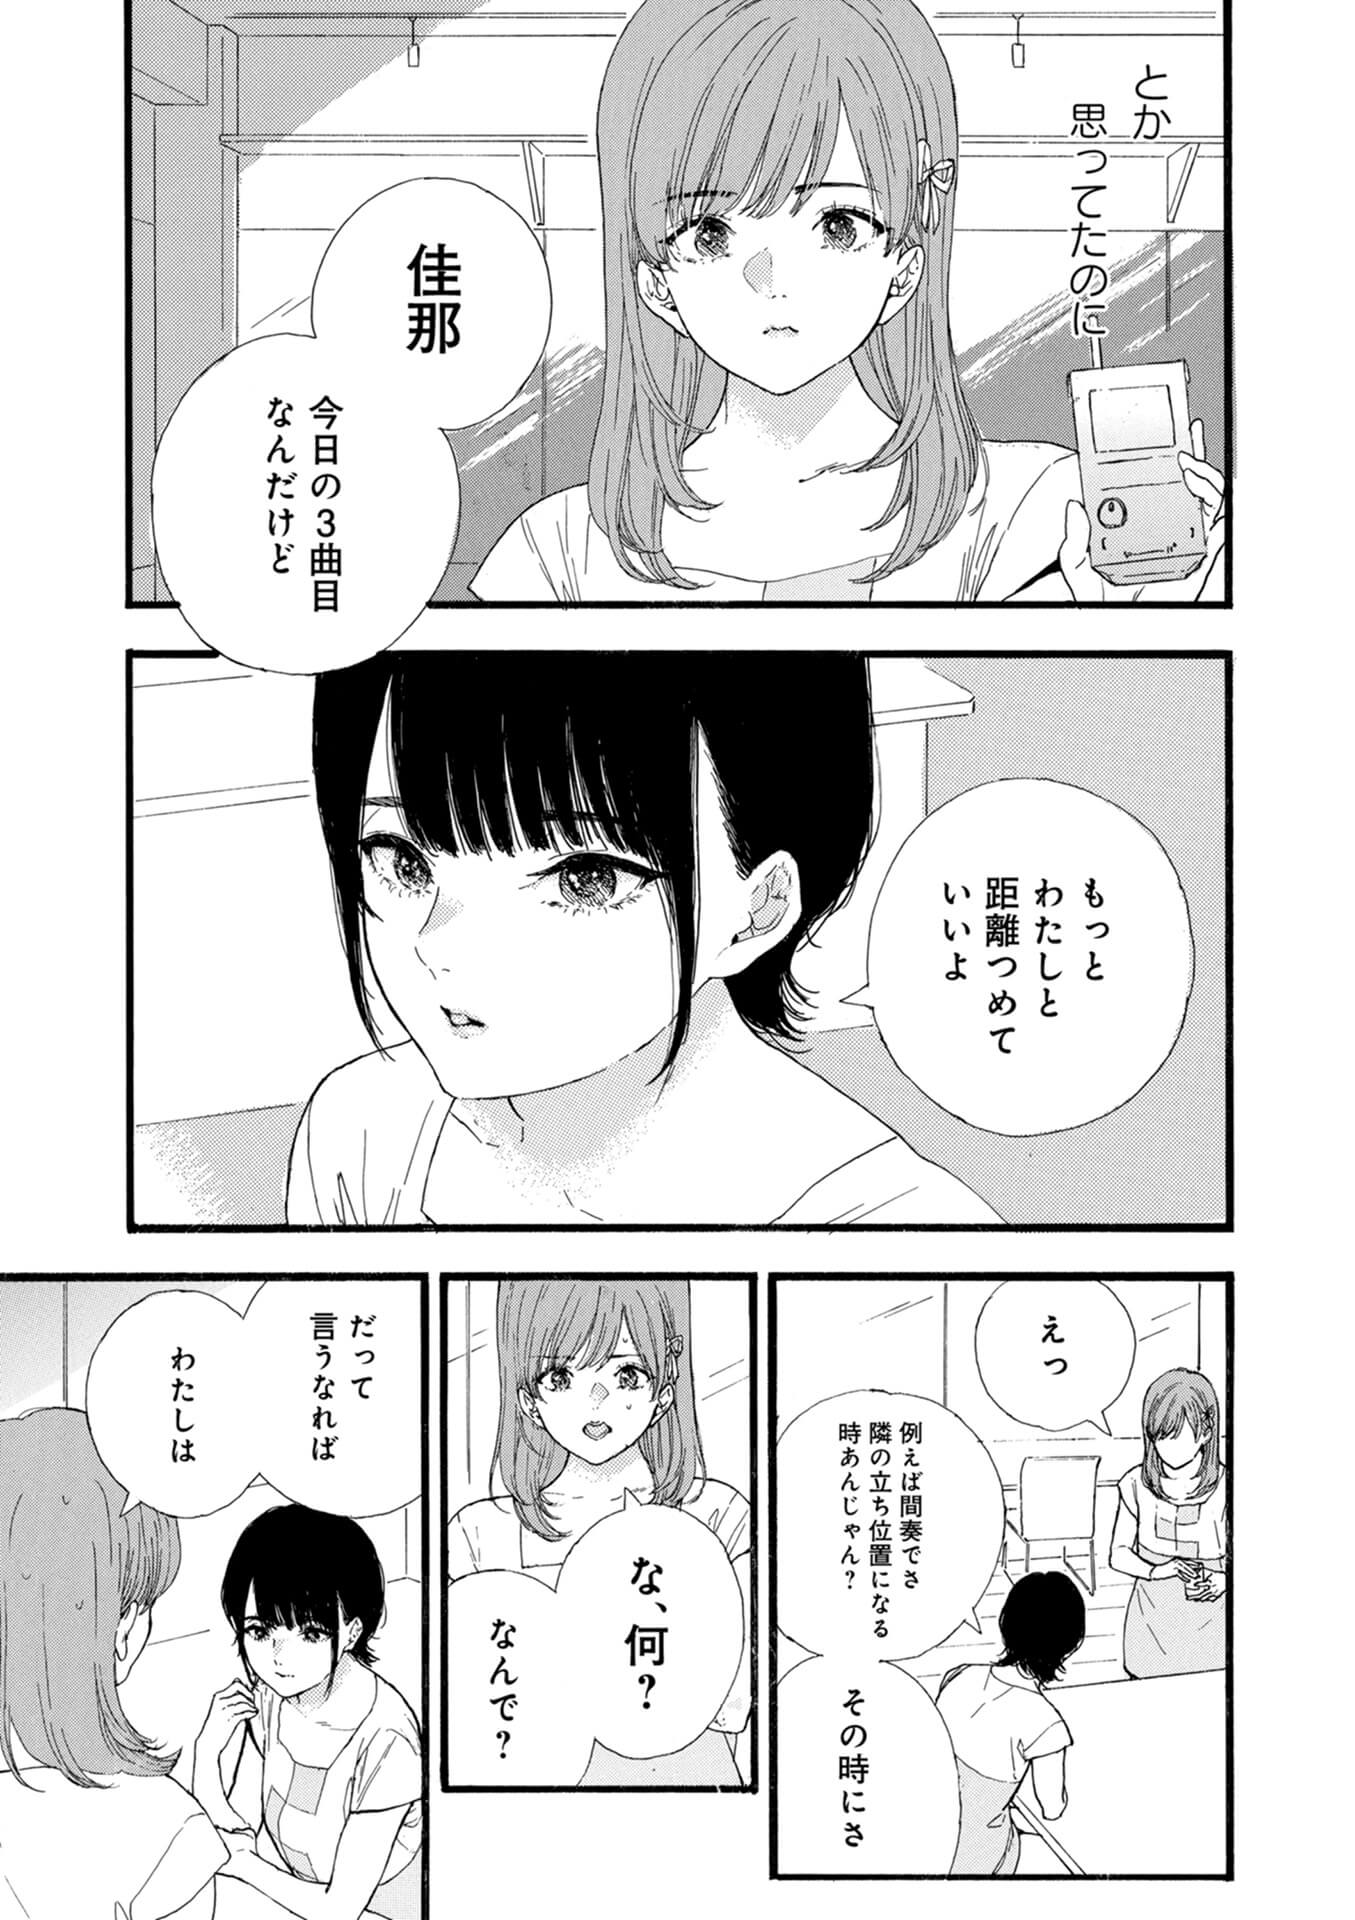 とか
思ってたのに
佳那
今日の３曲目
なんだけど
もっと
わたしと
距離つめて
いいよ
えっ
例えば間奏でさ
隣の立ち位置になる
時あんじゃん？
その時にさ
な、何？
なんで？
だって
言うなれば
わたしは